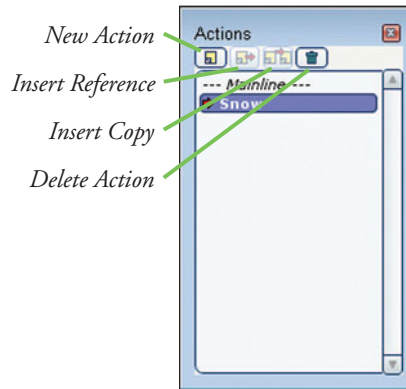 New Action
Insert Reference
Insert Copy
Delete Action
Actions
--- Mainline ---
Snow